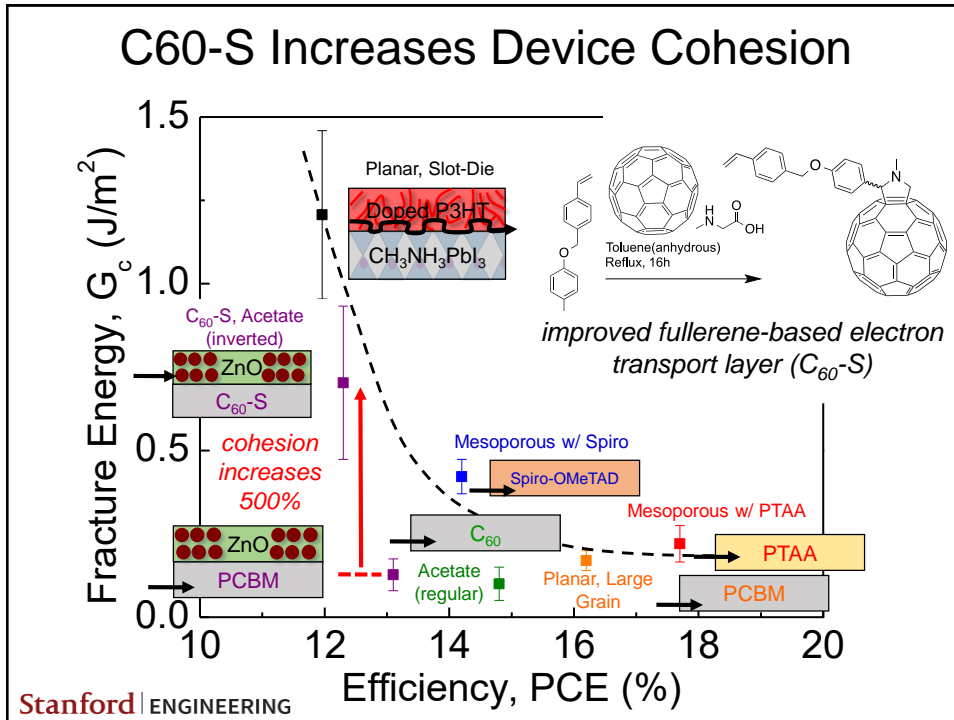 C60-S Increases Device Cohesion
Fracture Energy, G_c (J/m²)
1.5
1.0
0.5
0.0
Planar, Slot-Die
Doped P3HT
CH₃NH₃PbI₃
O
O
N
H
O
OH
Toluene(anhydrous)
Reflux, 16h
O
N
improved fullerene-based electron
transport layer (C₆₀-S)
C₆₀-S, Acetate
(inverted)
ZnO
C₆₀-S
cohesion
increases
500%
ZnO
PCBM
Mesoporous w/ Spiro
Spiro-OMeTAD
C₆₀
Acetate
(regular)
Planar, Large
Grain
Mesoporous w/ PTAA
PTAA
PCBM
10 12 14 16 18 20
Efficiency, PCE (%)
Stanford | ENGINEERING